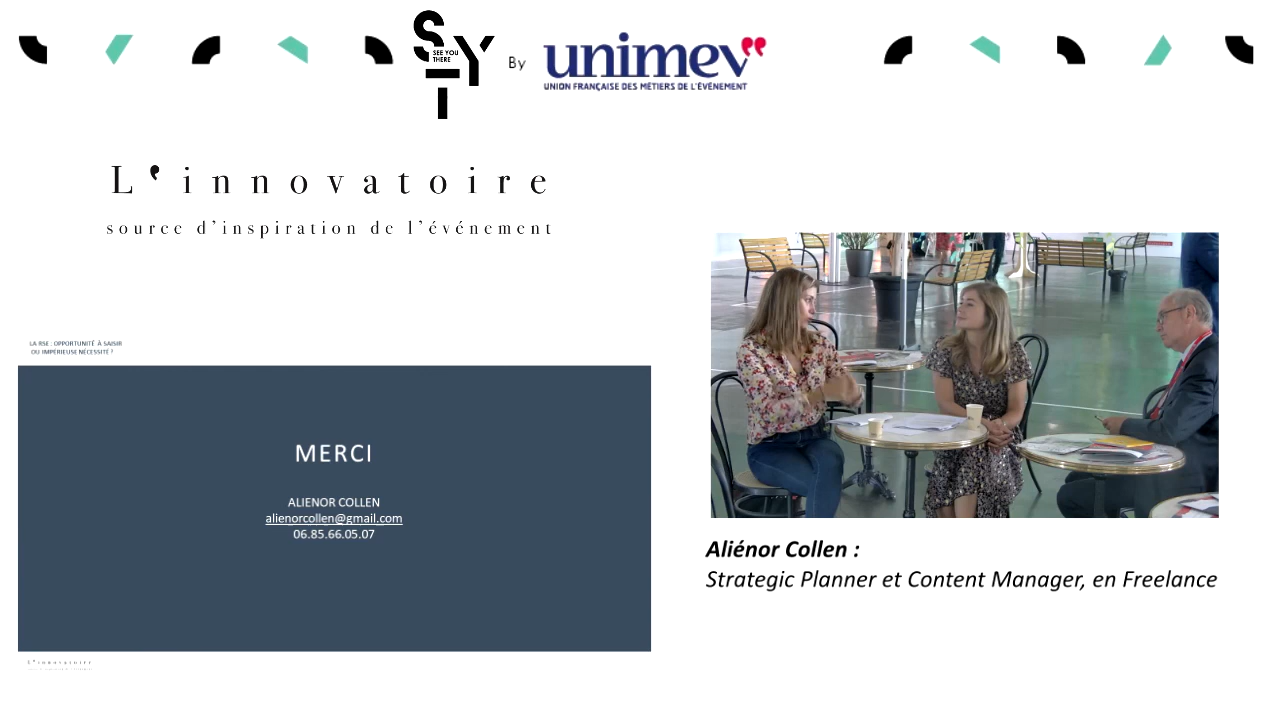 SYT
SEE YOU
THERE
By
unimev
UNION FRANÇAISE DES MÉTIERS DE L'ÉVÉNEMENT
L'innovatoire
source d'inspiration de l'événement
LA RSE : OPPORTUNITÉ À SAISIR
OU IMPÉRIEUSE NÉCESSITÉ ?
MERCI
ALIENOR COLLEN
alienorcollen@gmail.com
06.85.66.05.07
L'innovatoire
Aliénor Collen :
Strategic Planner et Content Manager, en Freelance